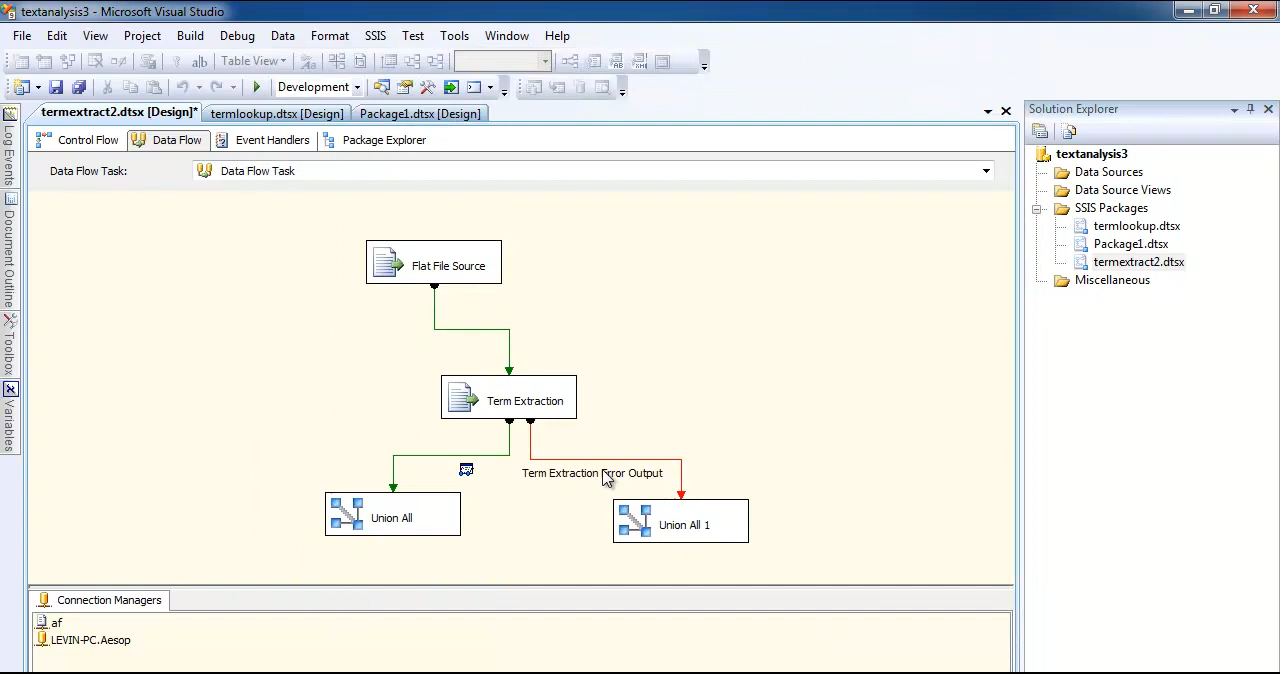 textanalysis3 - Microsoft Visual Studio
File Edit View Project Build Debug Data Format SSIS Test Tools Window Help
Table View
Development
termextract2.dtsx [Design]* termlookup.dtsx [Design] Package1.dtsx [Design]
Control Flow Data Flow Event Handlers Package Explorer
Data Flow Task: Data Flow Task
Log Events
Document Outline
Toolbox
Variables
Flat File Source
Term Extraction
Term Extraction Error Output
Union All
Union All 1
Connection Managers
af
LEVIN-PC.Aesop
Solution Explorer
textanalysis3
Data Sources
Data Source Views
SSIS Packages
termlookup.dtsx
Package1.dtsx
termextract2.dtsx
Miscellaneous